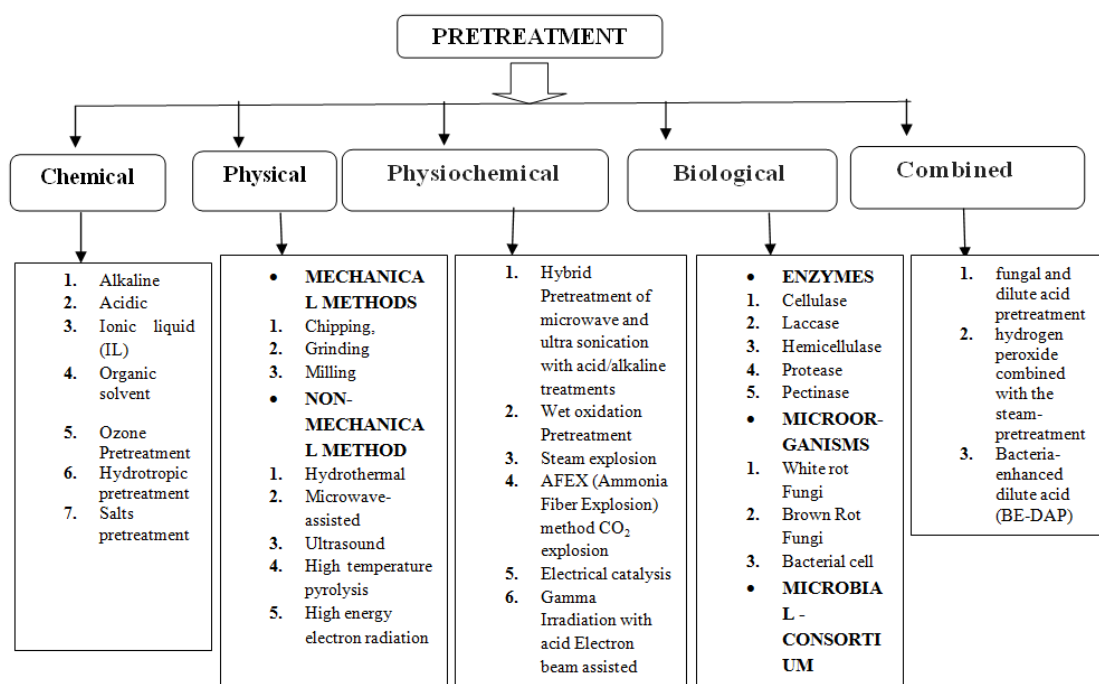 PRETREATMENT
Chemical
Physical
Physiochemical
Biological
Combined
1. Alkaline
2. Acidic
3. Ionic liquid
(IL)
4. Organic
solvent
5. Ozone
Pretreatment
6. Hydrotropic
pretreatment
7. Salts
pretreatment
• MECHANICA
L METHODS
1. Chipping,
2. Grinding
3. Milling
• NON-
MECHANICA
L METHOD
1. Hydrothermal
2. Microwave-
assisted
3. Ultrasound
4. High temperature
pyrolysis
5. High energy
electron radiation
1. Hybrid
Pretreatment of
microwave and
ultra sonication
with acid/alkaline
treatments
2. Wet oxidation
Pretreatment
3. Steam explosion
4. AFEX (Ammonia
Fiber Explosion)
method CO₂
explosion
5. Electrical catalysis
6. Gamma
Irradiation with
acid Electron
beam assisted
• ENZYMES
1. Cellulase
2. Laccase
3. Hemicellulase
4. Protease
5. Pectinase
• MICROOR-
GANISMS
1. White rot
Fungi
2. Brown Rot
Fungi
3. Bacterial cell
• MICROBIA
L -
CONSORTI
UM
1. fungal and
dilute acid
pretreatment
2. hydrogen
peroxide
combined
with the
steam-
pretreatment
3. Bacteria-
enhanced
dilute acid
(BE-DAP)